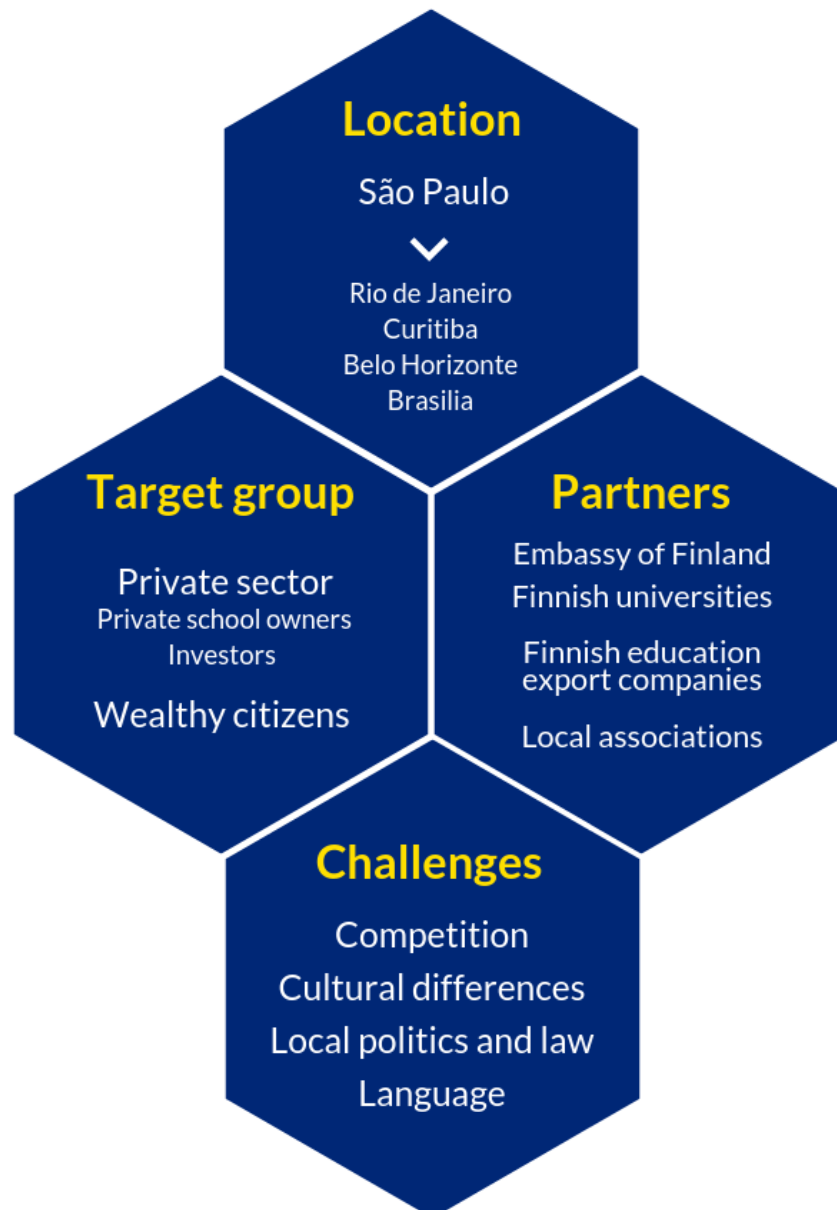 Location
São Paulo
Rio de Janeiro
Curitiba
Belo Horizonte
Brasilia
Target group
Private sector
Private school owners
Investors
Wealthy citizens
Partners
Embassy of Finland
Finnish universities
Finnish education
export companies
Local associations
Challenges
Competition
Cultural differences
Local politics and law
Language